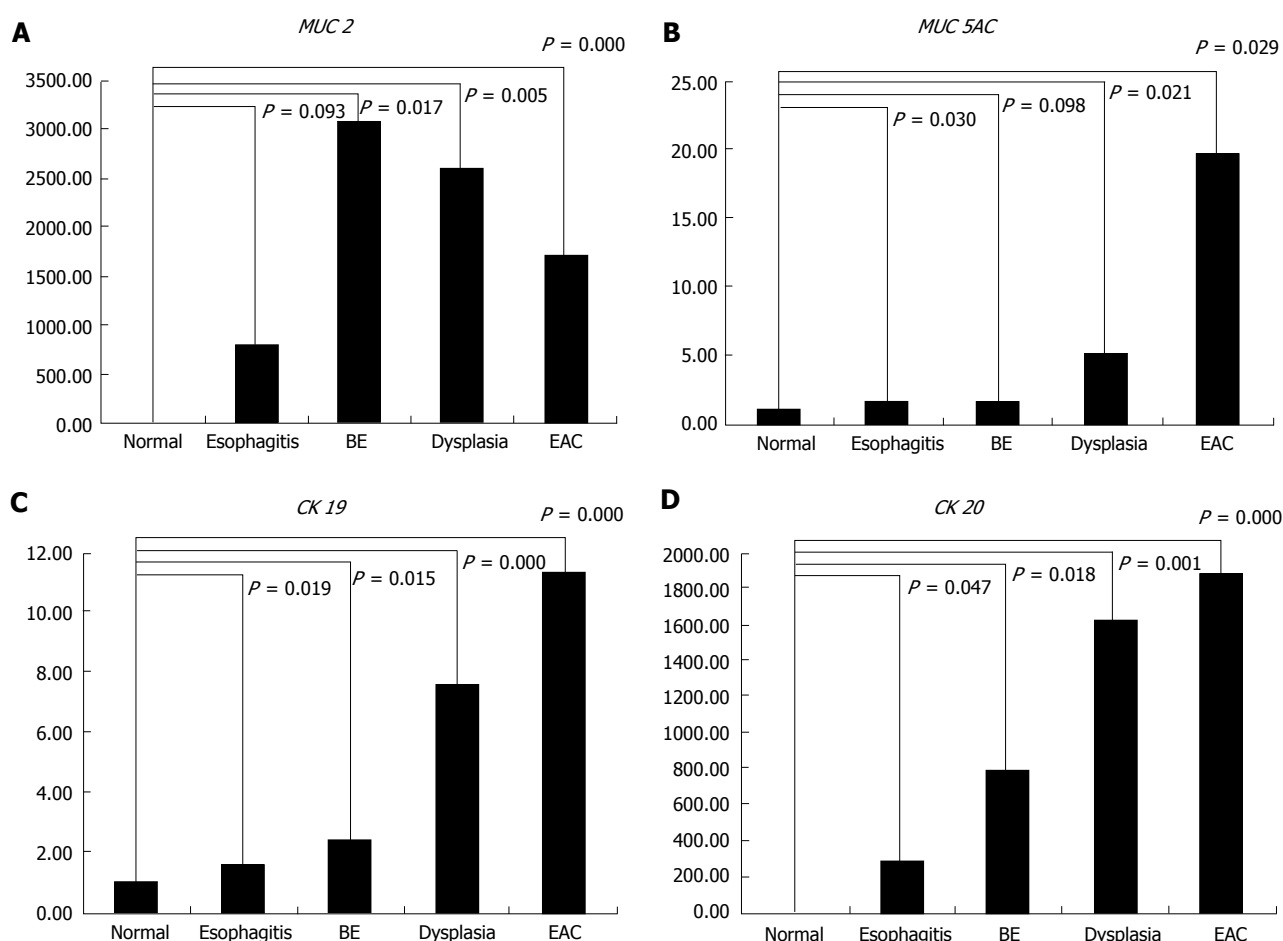 A
MUC 2
P = 0.000
3500.00
3000.00
2500.00
2000.00
1500.00
1000.00
500.00
0.00
P = 0.093
P = 0.017
P = 0.005
Normal Esophagitis BE Dysplasia EAC
B
MUC 5AC
P = 0.029
25.00
20.00
15.00
10.00
5.00
0.00
P = 0.030
P = 0.098
P = 0.021
Normal Esophagitis BE Dysplasia EAC
C
CK 19
P = 0.000
12.00
10.00
8.00
6.00
4.00
2.00
0.00
P = 0.019
P = 0.015
P = 0.000
Normal Esophagitis BE Dysplasia EAC
D
CK 20
P = 0.000
2000.00
1800.00
1600.00
1400.00
1200.00
1000.00
800.00
600.00
400.00
200.00
0.00
P = 0.047
P = 0.018
P = 0.001
Normal Esophagitis BE Dysplasia EAC